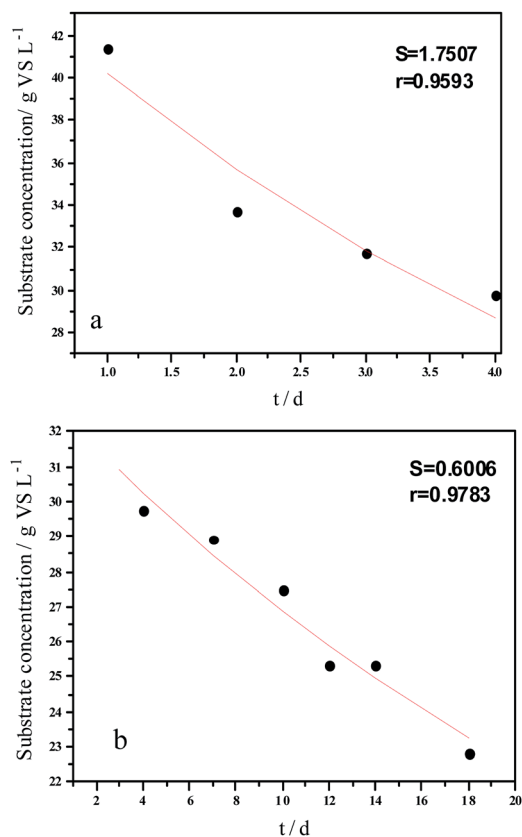 42
40
38
36
34
32
30
28
Substrate concentration/ g VS L⁻¹
S=1.7507
r=0.9593
a
1.0 1.5 2.0 2.5 3.0 3.5 4.0
t / d
32
31
30
29
28
27
26
25
24
23
22
Substrate concentration / g VS L⁻¹
S=0.6006
r=0.9783
b
2 4 6 8 10 12 14 16 18 20
t / d